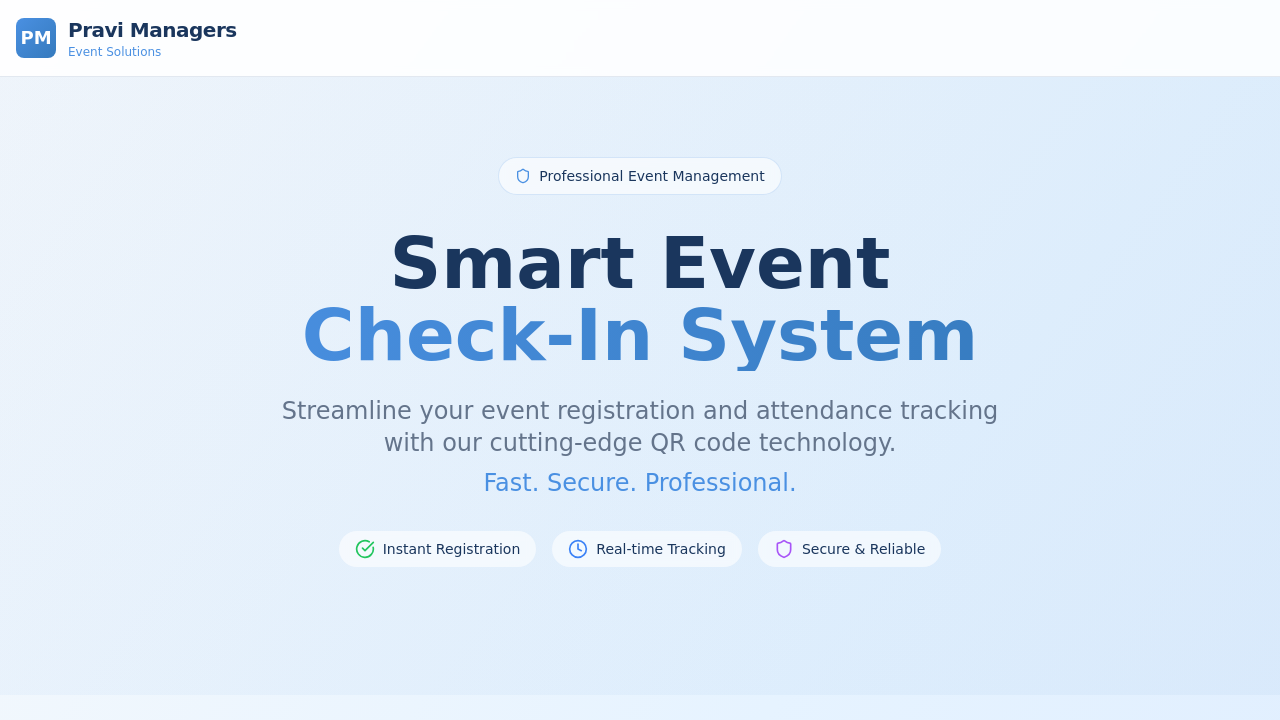 PM
Pravi Managers
Event Solutions
Professional Event Management
Smart Event
Check-In System
Streamline your event registration and attendance tracking
with our cutting-edge QR code technology.
Fast. Secure. Professional.
Instant Registration
Real-time Tracking
Secure & Reliable